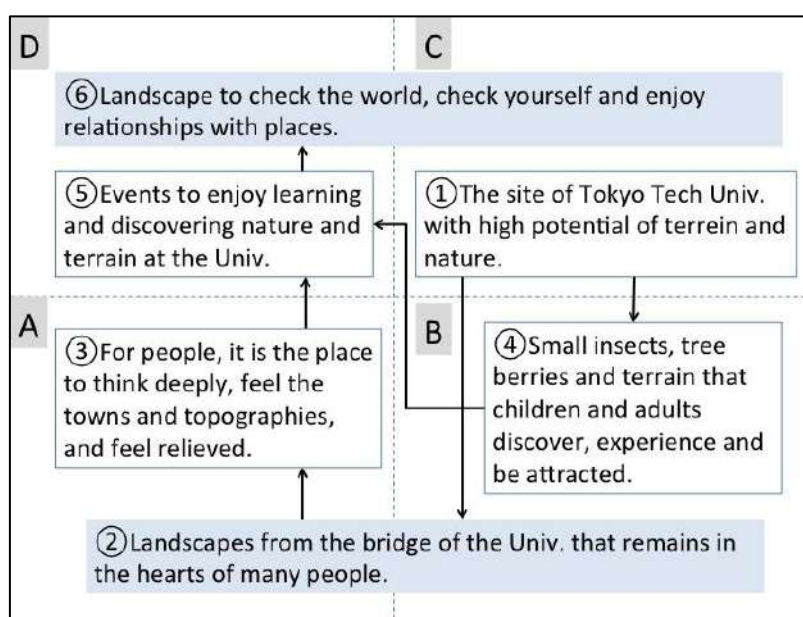 D
C
⑥Landscape to check the world, check yourself and enjoy
relationships with places.
⑤Events to enjoy learning
and discovering nature and
terrain at the Univ.
①The site of Tokyo Tech Univ.
with high potential of terrein and
nature.
A
③For people, it is the place
to think deeply, feel the
towns and topographies,
and feel relieved.
B
④Small insects, tree
berries and terrain that
children and adults
discover, experience and
be attracted.
②Landscapes from the bridge of the Univ. that remains in
the hearts of many people.